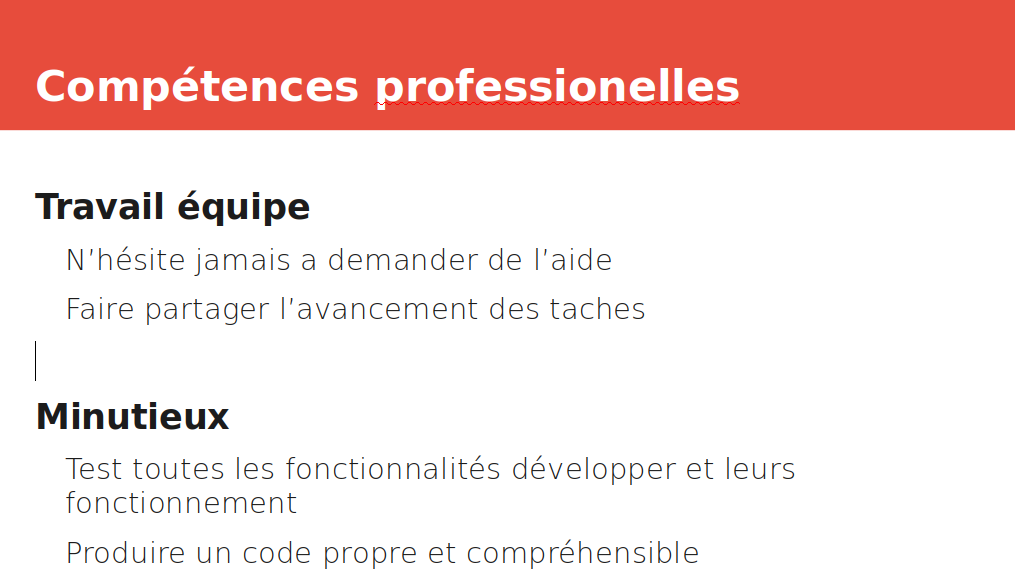 Compétences professionelles
Travail équipe
N’hésite jamais a demander de l’aide
Faire partager l’avancement des taches
Minutieux
Test toutes les fonctionnalités développer et leurs
fonctionnement
Produire un code propre et compréhensible